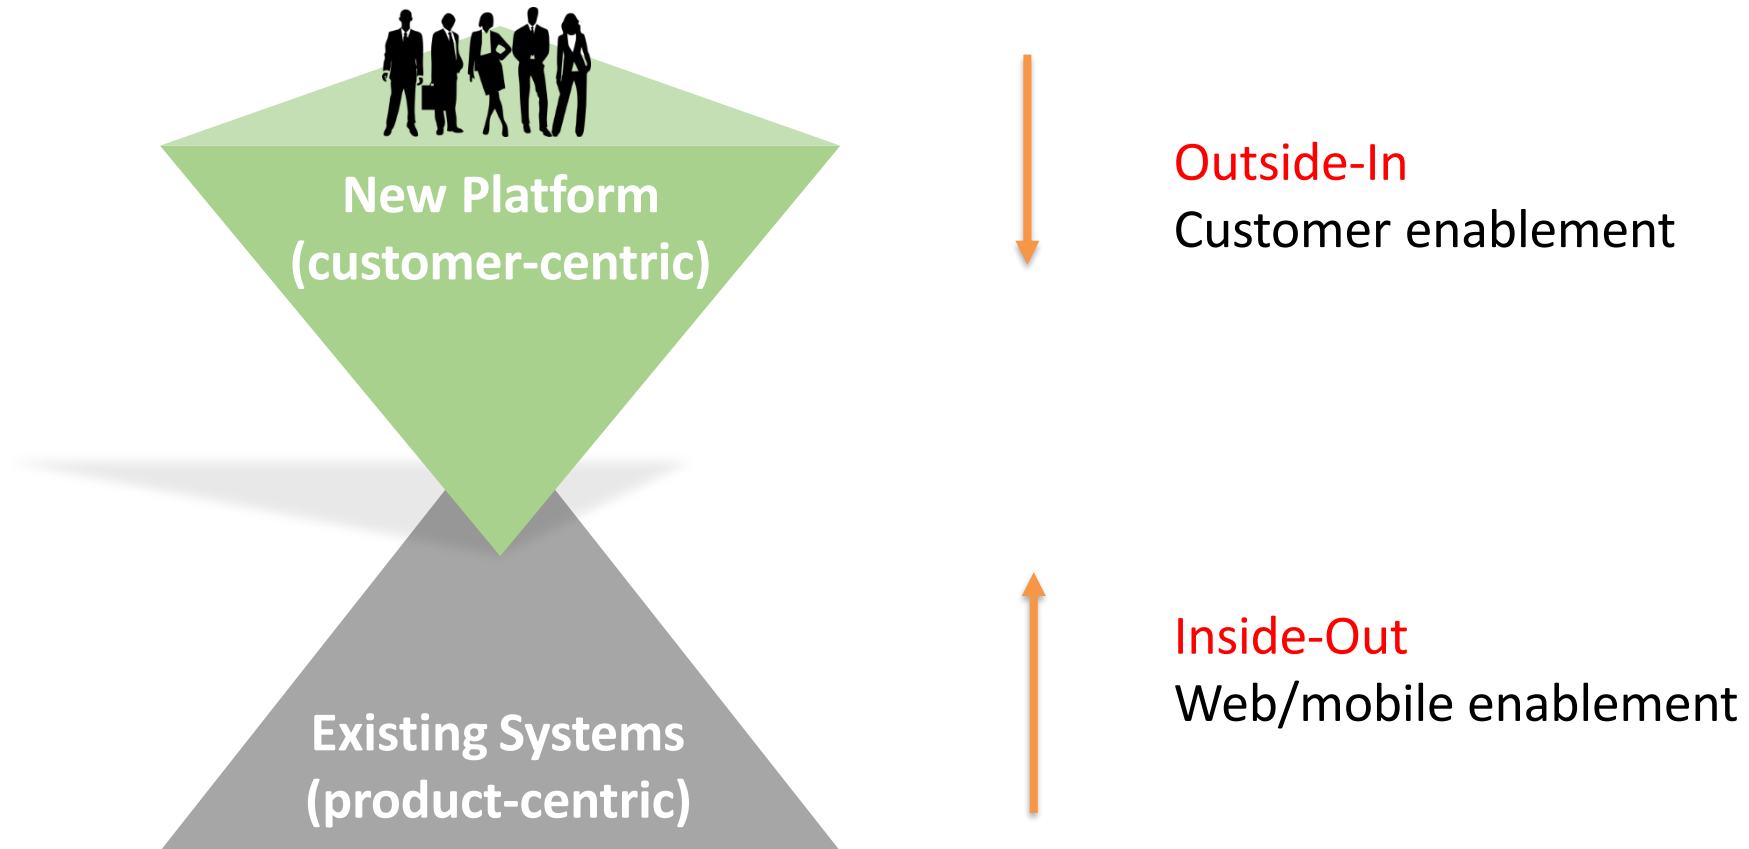 New Platform
(customer-centric)
Outside-In
Customer enablement
Existing Systems
(product-centric)
Inside-Out
Web/mobile enablement